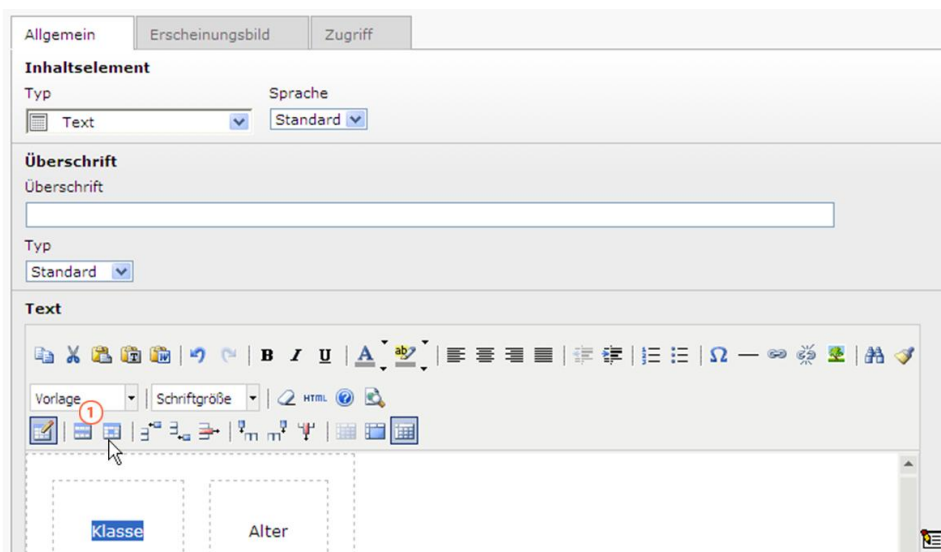 Allgemein Erscheinungsbild Zugriff
Inhaltselement
Typ Sprache
Text Standard
Überschrift
Überschrift
Typ
Standard
Text
B I U A ab Ω
Vorlage Schriftgröße HTML ?
1
Klasse Alter